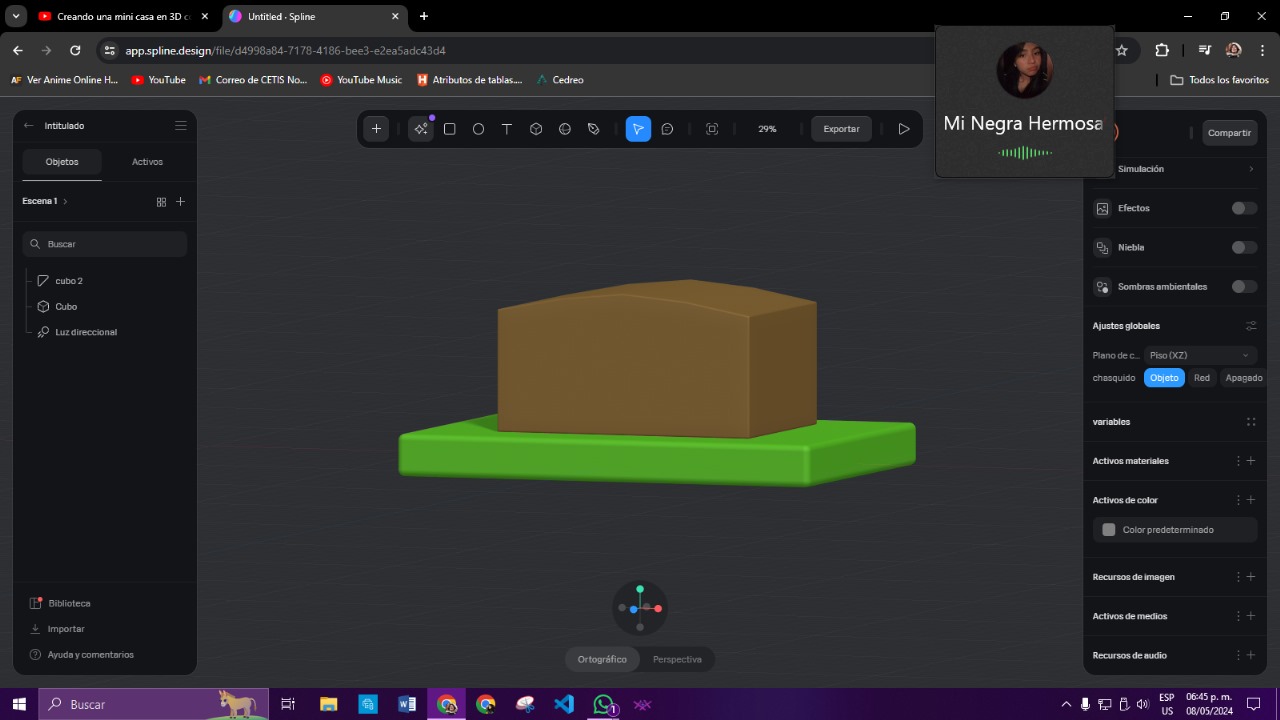 Creando una mini casa en 3D c
Untitled - Spline
app.spline.design/file/d4998a84-7178-4186-bee3-e2ea5adc43d4
Ver Anime Online H...
YouTube
Correo de CETIS No...
YouTube Music
Atributos de tablas....
Cedreo
Todos los favoritos
Mi Negra Hermosa
Intitulado
29%
Exportar
Compartir
Objetos
Activos
Escena 1
Buscar
cubo 2
Cubo
Luz direccional
Biblioteca
Importar
Ayuda y comentarios
Simulación
Efectos
Niebla
Sombras ambientales
Ajustes globales
Plano de c...
Piso (XZ)
chasquido
Objeto
Red
Apagado
variables
Activos materiales
Activos de color
Color predeterminado
Recursos de imagen
Activos de medios
Recursos de audio
Ortográfico
Perspectiva
Buscar
1
ESP
US
06:45 p. m.
08/05/2024